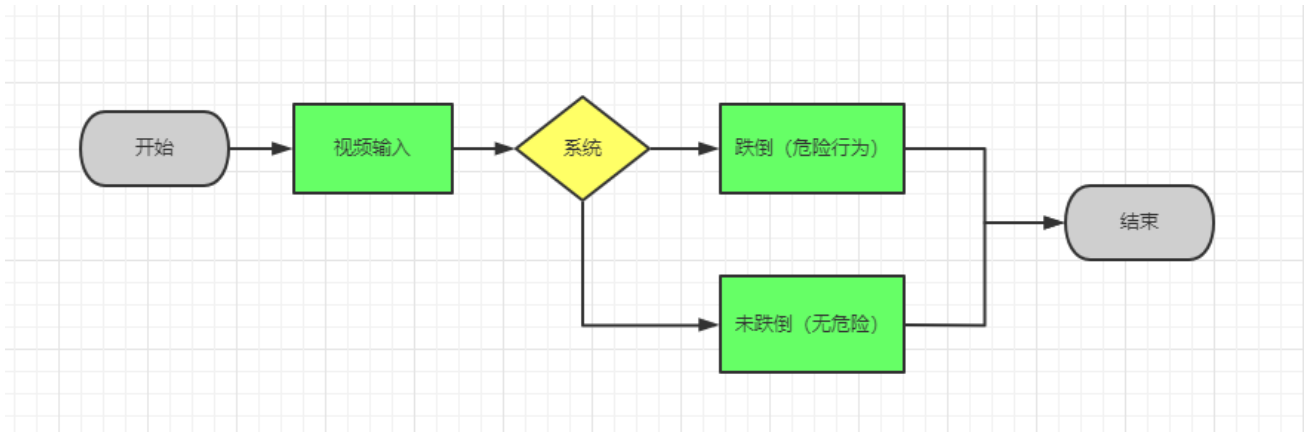 开始
视频输入
系统
跌倒（危险行为）
未跌倒（无危险）
结束